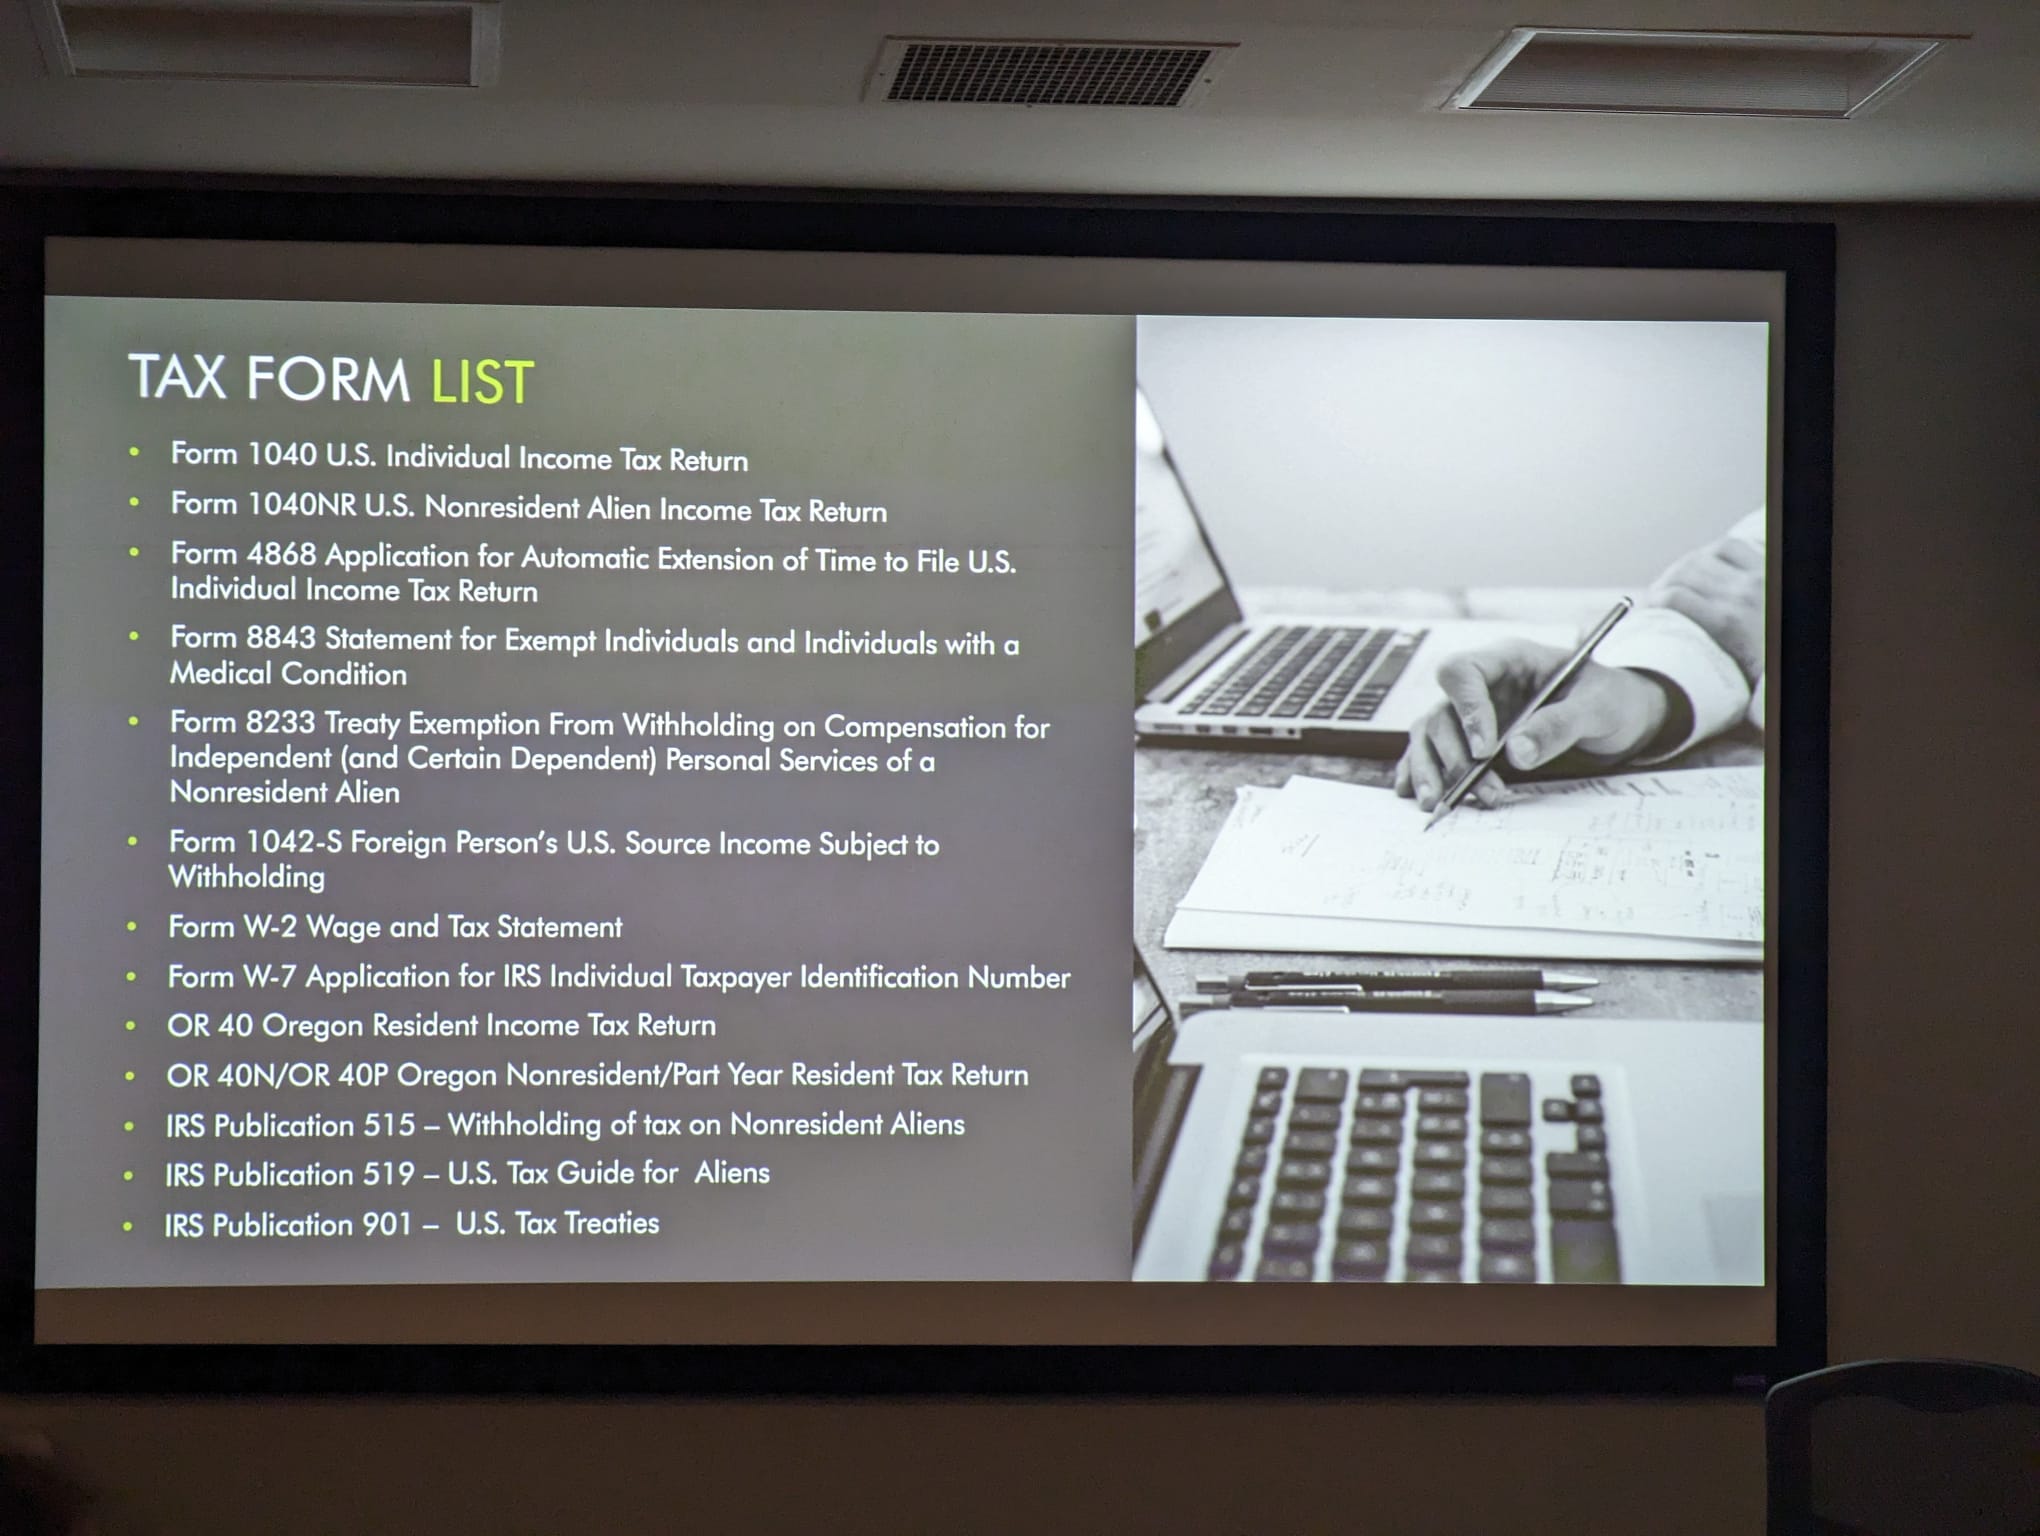 TAX FORM LIST
• Form 1040 U.S. Individual Income Tax Return
• Form 1040NR U.S. Nonresident Alien Income Tax Return
• Form 4868 Application for Automatic Extension of Time to File U.S.
Individual Income Tax Return
• Form 8843 Statement for Exempt Individuals and Individuals with a
Medical Condition
• Form 8233 Treaty Exemption From Withholding on Compensation for
Independent (and Certain Dependent) Personal Services of a
Nonresident Alien
• Form 1042-S Foreign Person's U.S. Source Income Subject to
Withholding
• Form W-2 Wage and Tax Statement
• Form W-7 Application for IRS Individual Taxpayer Identification Number
• OR 40 Oregon Resident Income Tax Return
• OR 40N/OR 40P Oregon Nonresident/Part Year Resident Tax Return
• IRS Publication 515 – Withholding of tax on Nonresident Aliens
• IRS Publication 519 – U.S. Tax Guide for  Aliens
• IRS Publication 901 –  U.S. Tax Treaties